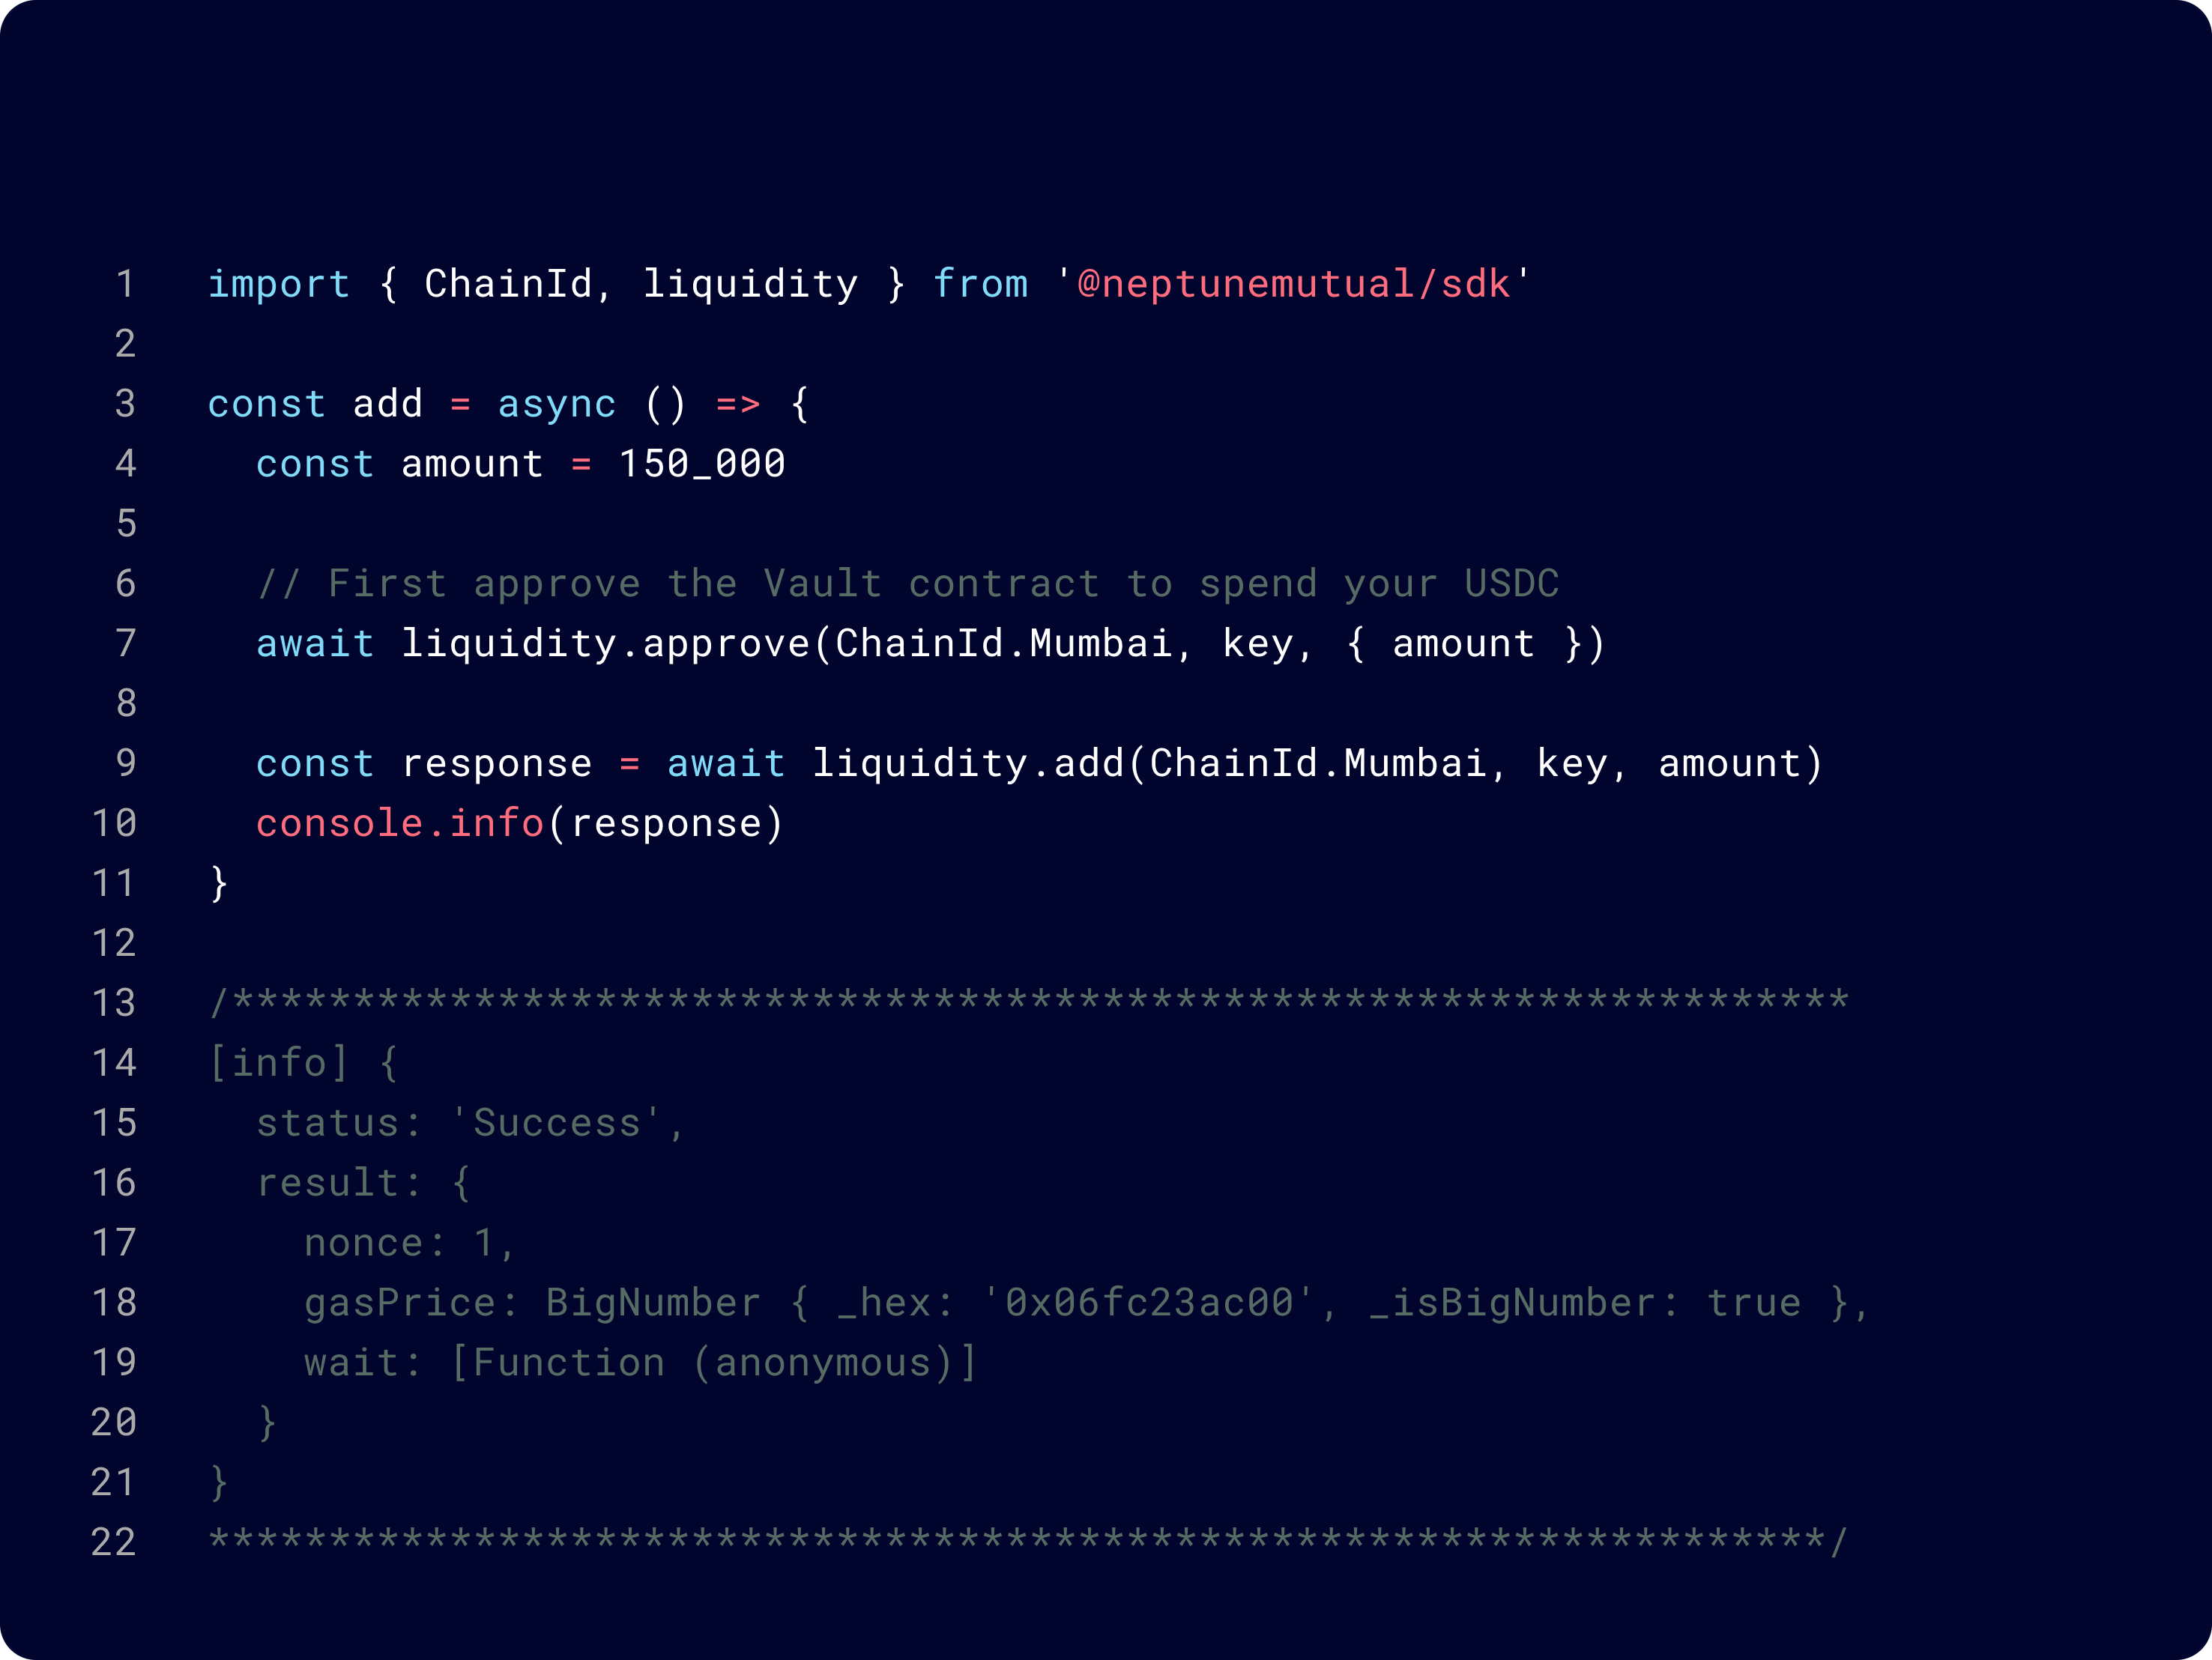 1 import { ChainId, liquidity } from '@neptunemutual/sdk'
2
3 const add = async () => {
4   const amount = 150_000
5
6   // First approve the Vault contract to spend your USDC
7   await liquidity.approve(ChainId.Mumbai, key, { amount })
8
9   const response = await liquidity.add(ChainId.Mumbai, key, amount)
10   console.info(response)
11 }
12
13 /*******************************************************************
14 [info] {
15   status: 'Success',
16   result: {
17     nonce: 1,
18     gasPrice: BigNumber { _hex: '0x06fc23ac00', _isBigNumber: true },
19     wait: [Function (anonymous)]
20   }
21 }
22 *******************************************************************/